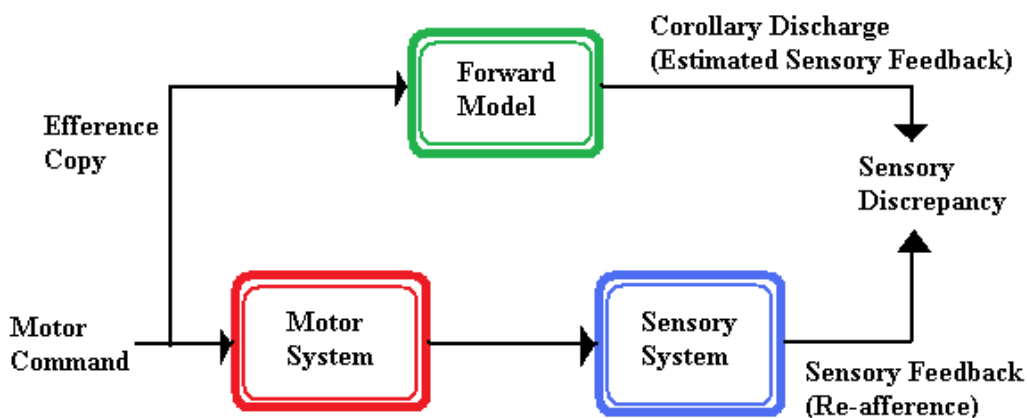 Corollary Discharge
(Estimated Sensory Feedback)
Forward
Model
Efference
Copy
Sensory
Discrepancy
Motor
Command
Motor
System
Sensory
System
Sensory Feedback
(Re-afference)